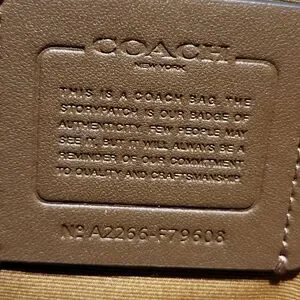 COACH
NEW YORK
THIS IS A COACH BAG. THE
STORYPATCH IS OUR BADGE OF
AUTHENTICITY. FEW PEOPLE MAY
SEE IT, BUT IT WILL ALWAYS BE A
REMINDER OF OUR COMMITMENT
TO QUALITY AND CRAFTSMANSHIP.
Nº A2266-F79608